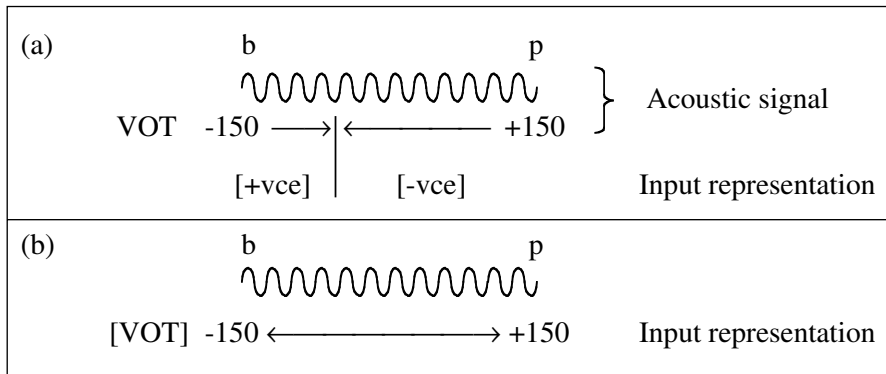 (a) b p
Acoustic signal
VOT -150 +150
[+vce] [-vce] Input representation
(b) b p
[VOT] -150 +150 Input representation